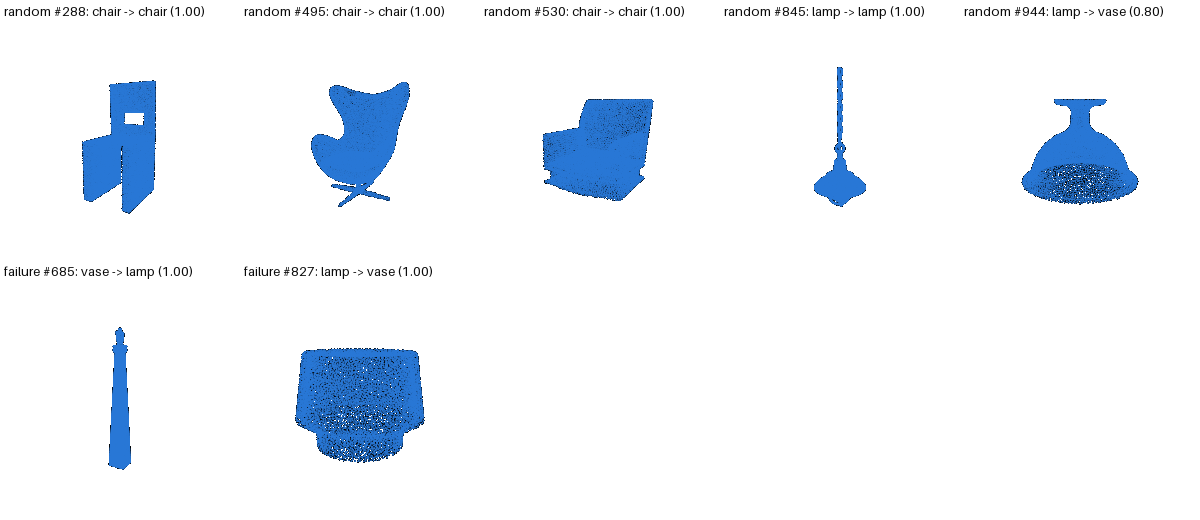 random #288: chair -> chair (1.00)
random #495: chair -> chair (1.00)
random #530: chair -> chair (1.00)
random #845: lamp -> lamp (1.00)
random #944: lamp -> vase (0.80)
failure #685: vase -> lamp (1.00)
failure #827: lamp -> vase (1.00)